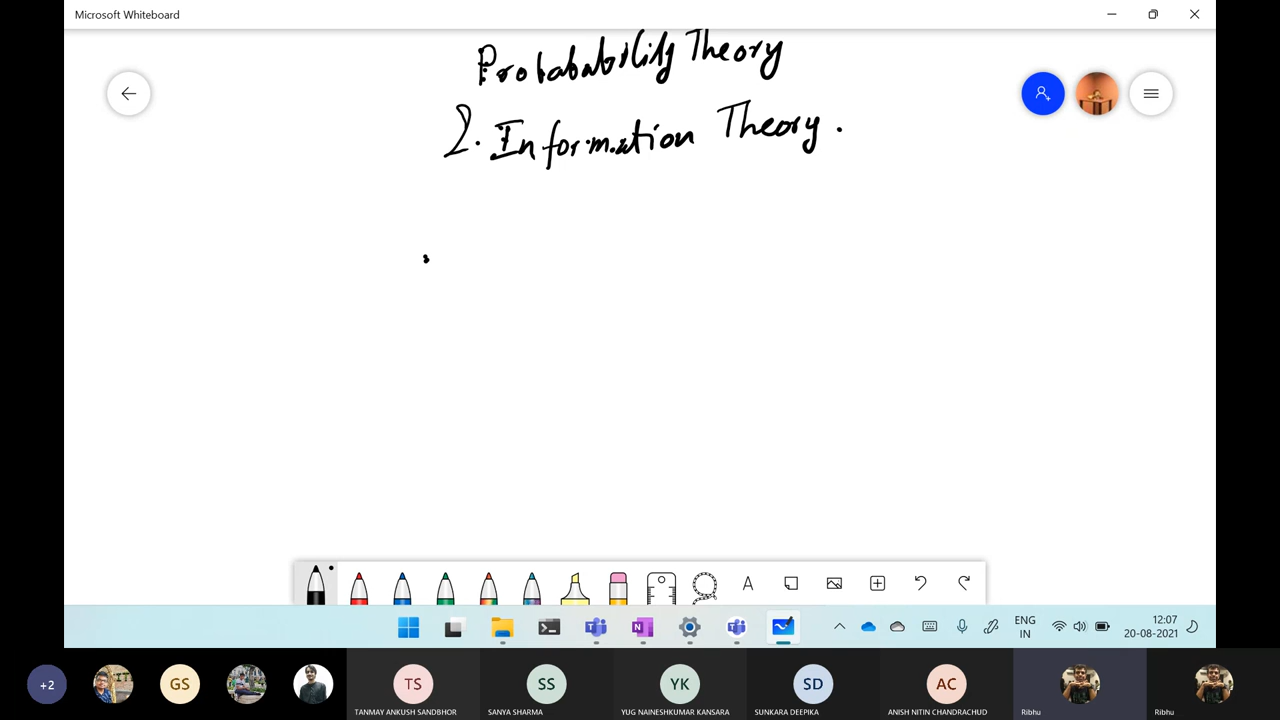 Microsoft Whiteboard
Probabability Theory
2. Information Theory.
A
ENG
IN
12:07
20-08-2021
+2
GS
TS
SS
YK
SD
AC
TANMAY ANKUSH SANDBHOR
SANYA SHARMA
YUG NAINESHKUMAR KANSARA
SUNKARA DEEPIKA
ANISH NITIN CHANDRACHUD
Ribhu
Ribhu